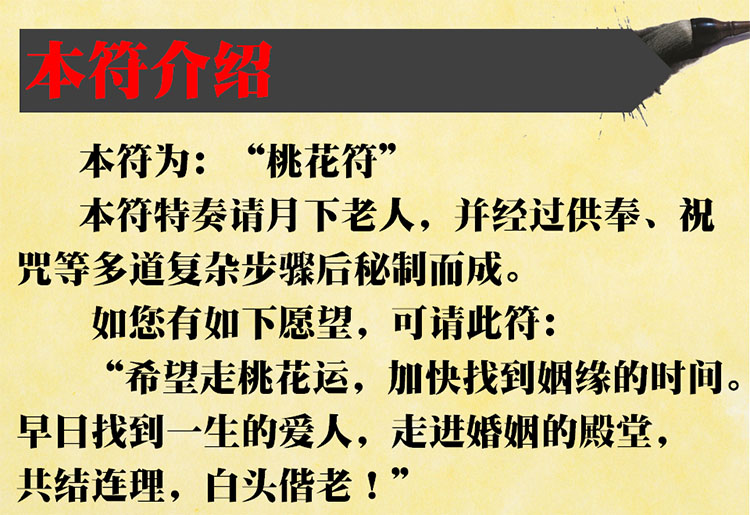 本符介绍
本符为：“桃花符”
本符特奏请月下老人，并经过供奉、祝
咒等多道复杂步骤后秘制而成。
如您有如下愿望，可请此符：
“希望走桃花运，加快找到姻缘的时间。
早日找到一生的爱人，走进婚姻的殿堂，
共结连理，白头偕老！”